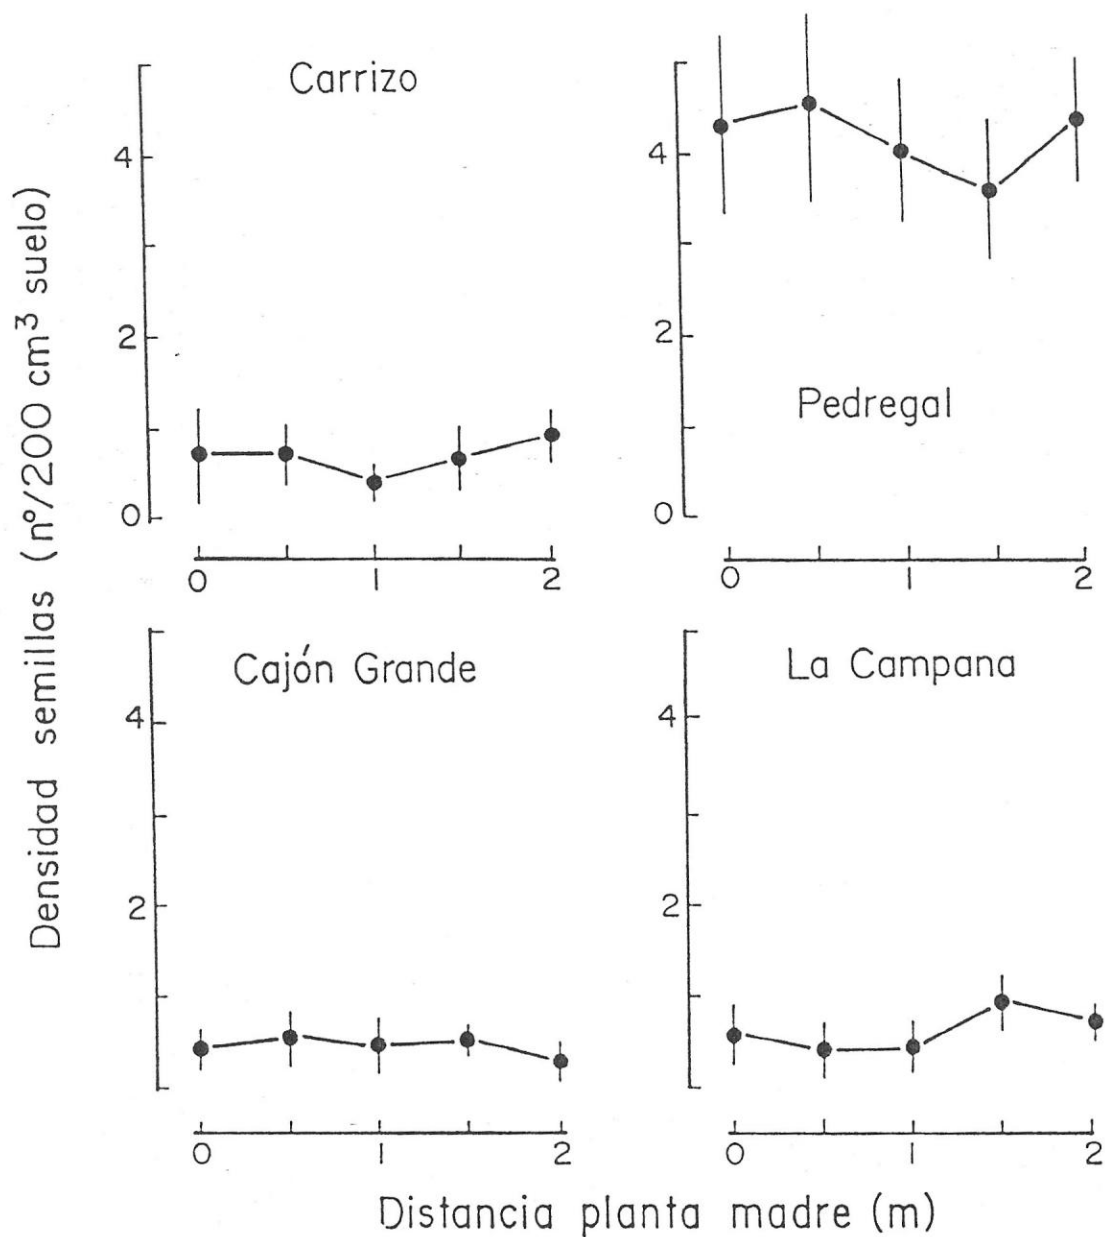 Densidad semillas (nº/200 cm³ suelo)
Carrizo
4
2
0
0 1 2
Pedregal
4
2
0
0 1 2
Cajón Grande
4
2
0 1 2
La Campana
4
2
0 1 2
Distancia planta madre (m)